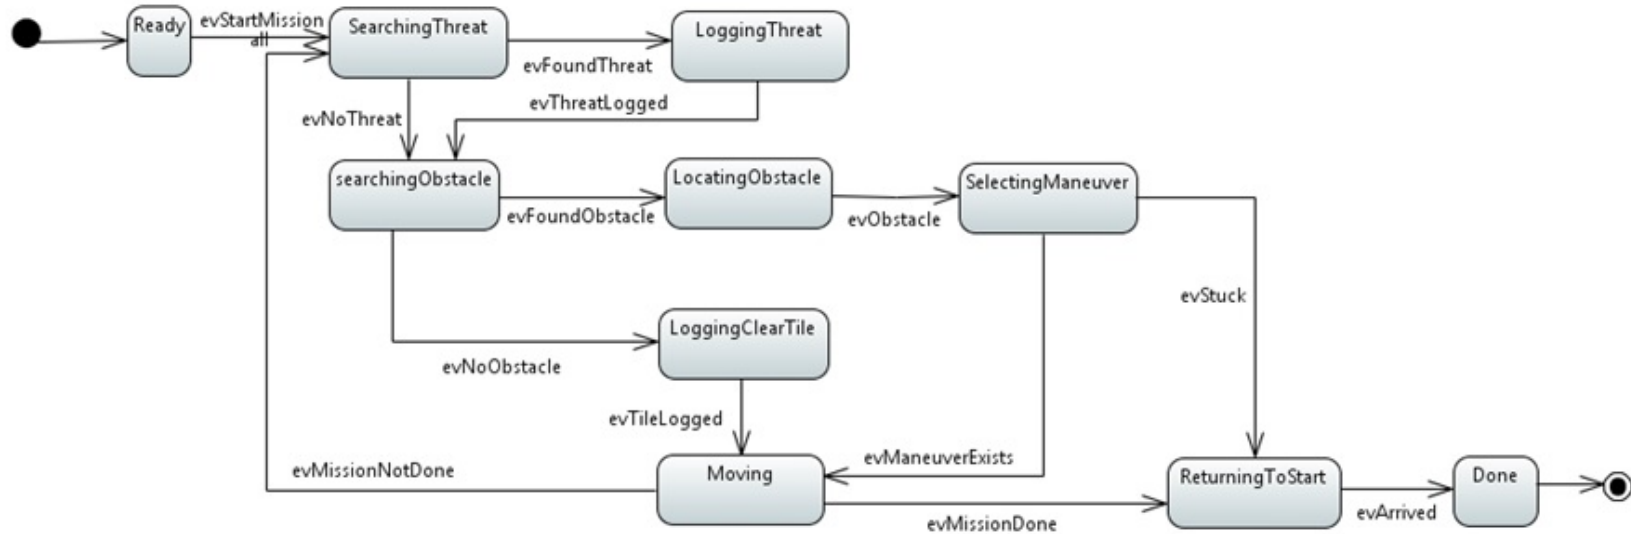 Ready
evStartMission
all
SearchingThreat
LoggingThreat
evFoundThreat
evThreatLogged
evNoThreat
searchingObstacle
LocatingObstacle
SelectingManeuver
evFoundObstacle
evObstacle
evStuck
LoggingClearTile
evNoObstacle
evTileLogged
evManeuverExists
evMissionNotDone
Moving
ReturningToStart
Done
evMissionDone
evArrived